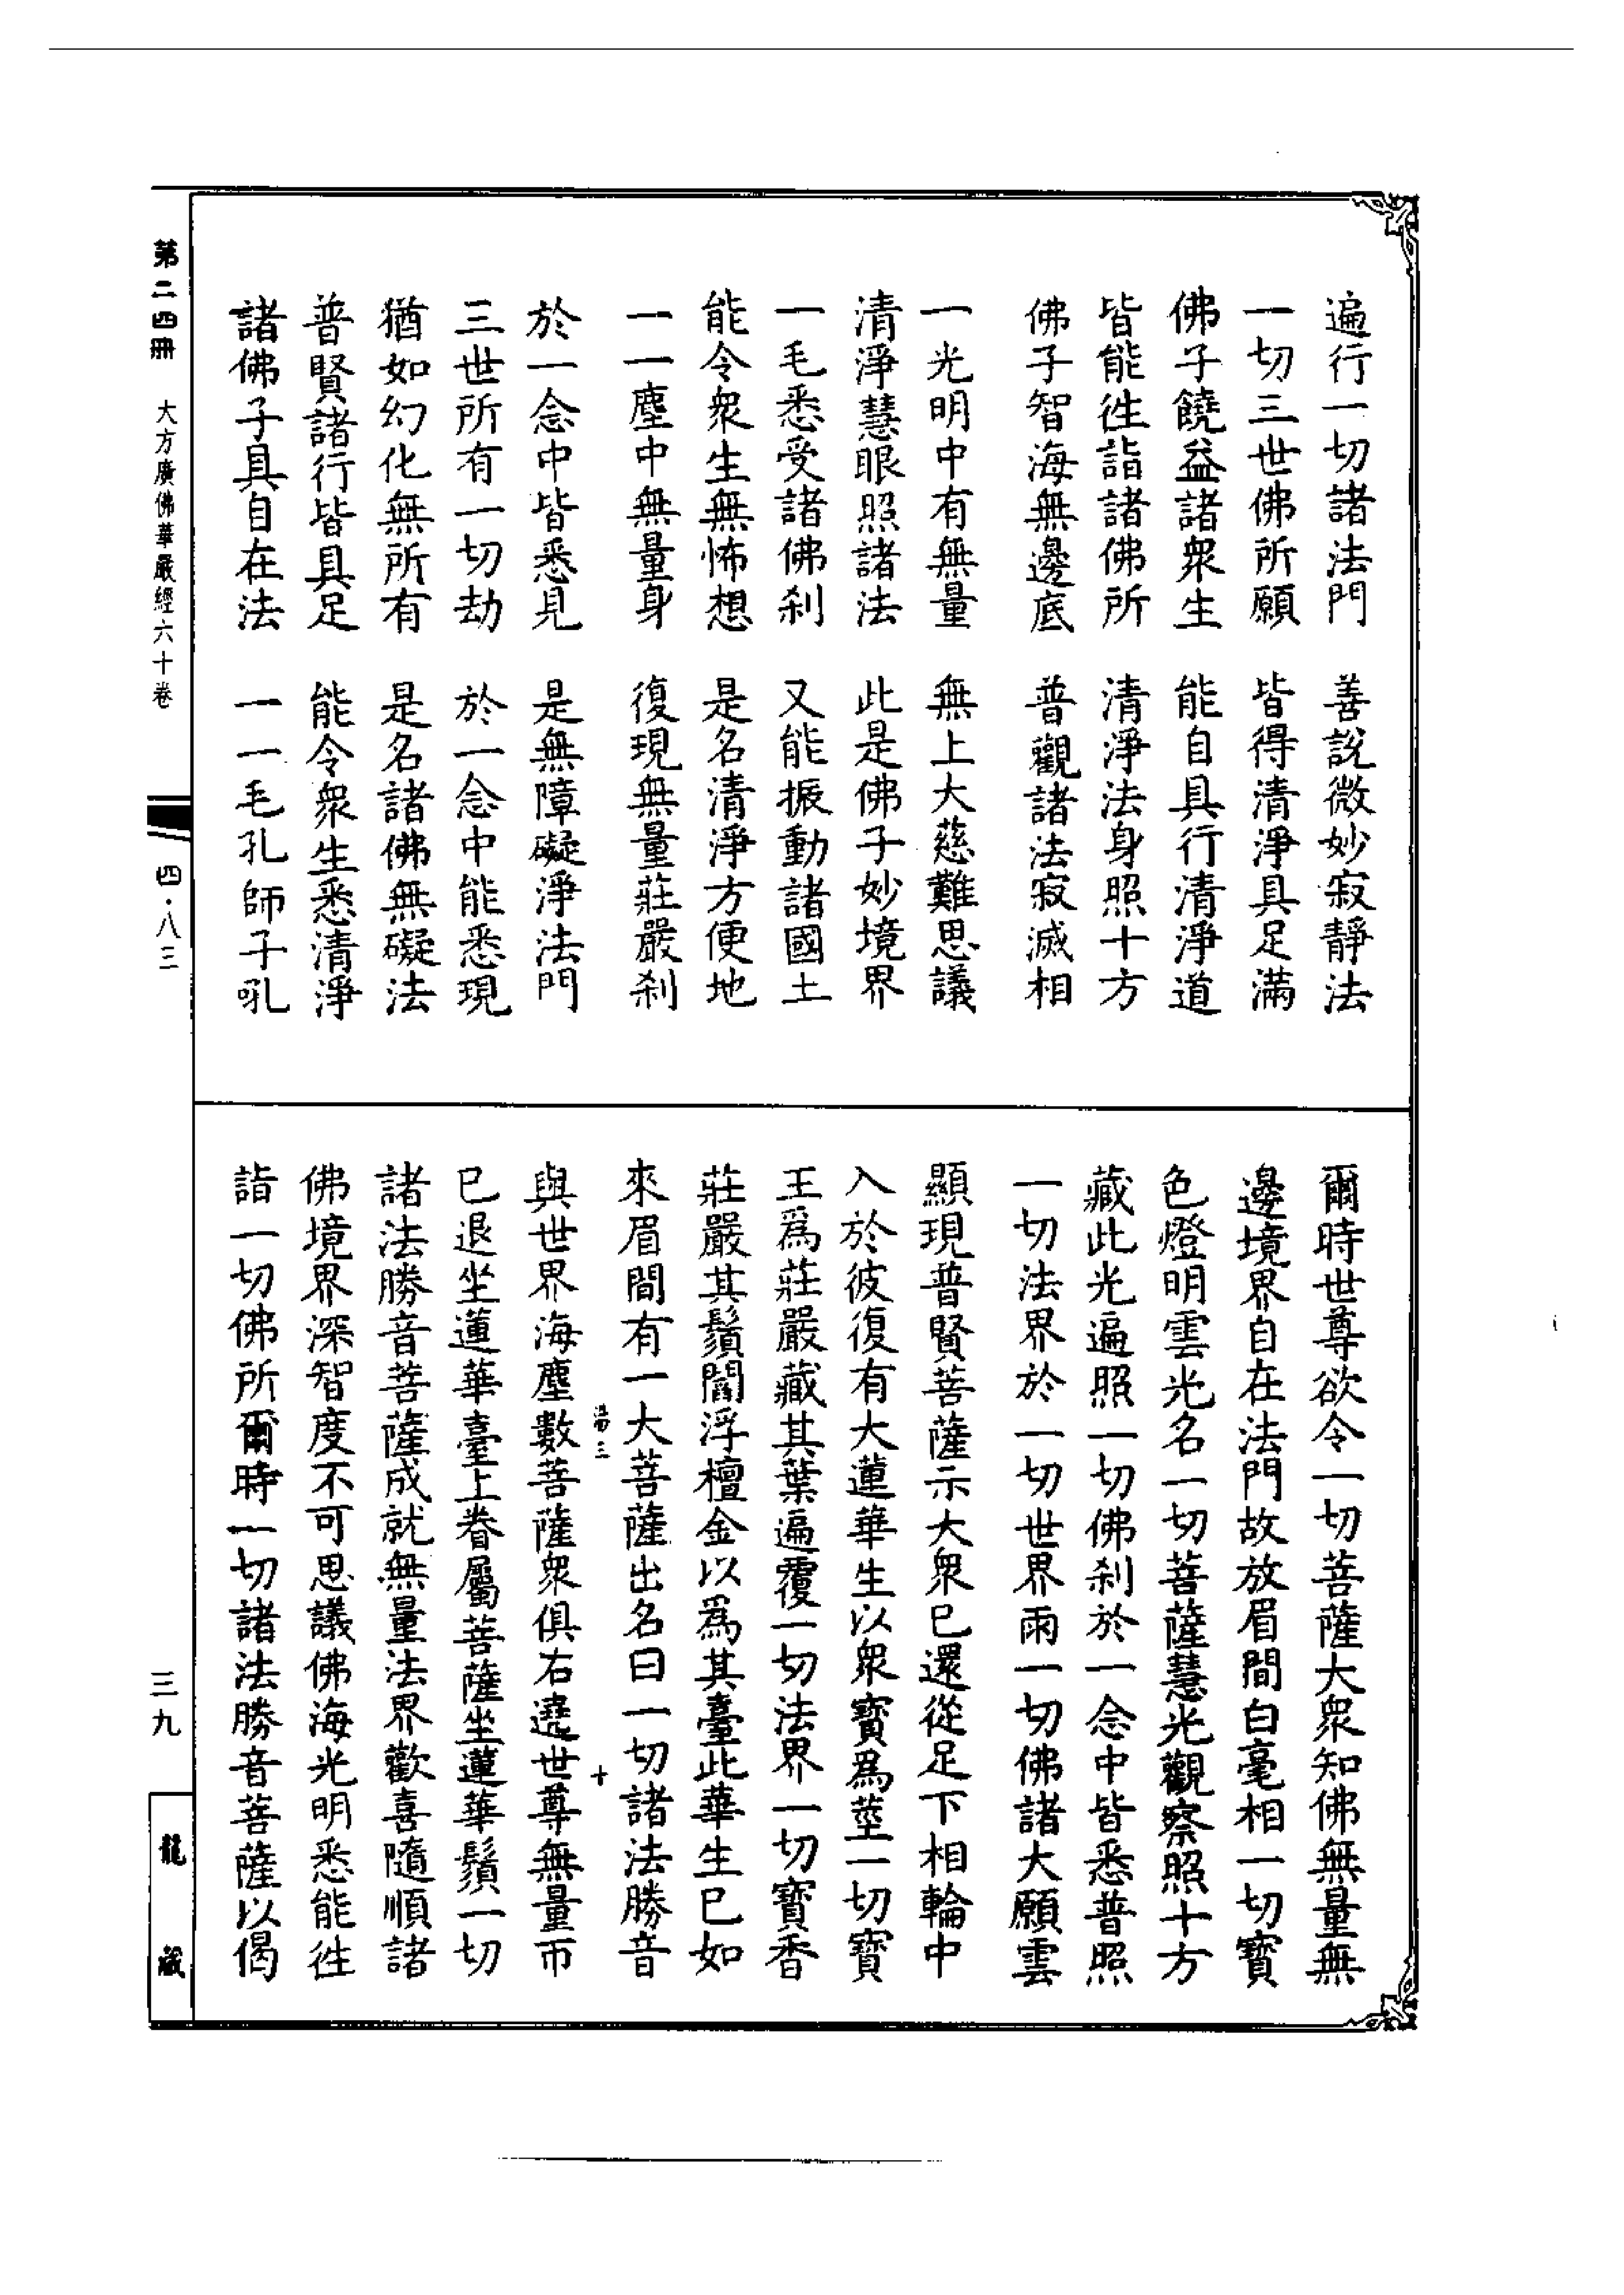 遍行一切諸法門　善說微妙寂靜法
一切三世佛所願　皆得清淨具足滿
佛子饒益諸衆生　能自具行清淨道
皆能徃詣諸佛所　清淨法身照十方
佛子智海無邊底　普觀諸法寂滅相
一光明中有無量　無上大慈難思議
清淨慧眼照諸法　此是佛子妙境界
一毛悉受諸佛刹　又能振動諸國土
能令衆生無怖想　是名清淨方便地
一一塵中無量身　復現無量莊嚴刹
於一念中皆悉見　是無障礙淨法門
三世所有一切劫　於一念中能悉現
猶如幻化無所有　是名諸佛無礙法
普賢諸行皆具足　能令衆生悉清淨
諸佛子具自在法　一一毛孔師子吼
爾時世尊欲令一切菩薩大衆知佛無量無
邊境界自在法門故放眉間白毫相一切寶
色燈明雲光名一切菩薩慧光觀察照十方
藏此光遍照一切佛刹於一念中皆悉普照
一切法界於一切世界雨一切佛諸大願雲
顯現普賢菩薩示大衆已還從足下相輪中
入於彼復有大蓮華生以衆寶爲莖一切寶
王爲莊嚴藏其葉遍覆一切法界一切寶香
莊嚴其鬚閻浮檀金以爲其臺此華生已如
來眉間有一大菩薩出名曰一切諸法勝音
湯三　十
與世界海塵數菩薩衆俱右遶世尊無量帀
已退坐蓮華臺上眷屬菩薩坐蓮華鬚一切
諸法勝音菩薩成就無量法界歡喜隨順諸
佛境界深智度不可思議佛海光明悉能徃
詣一切佛所爾時一切諸法勝音菩薩以偈
第二四冊　大方廣佛華嚴經六十卷　四·八三　三九　龍藏